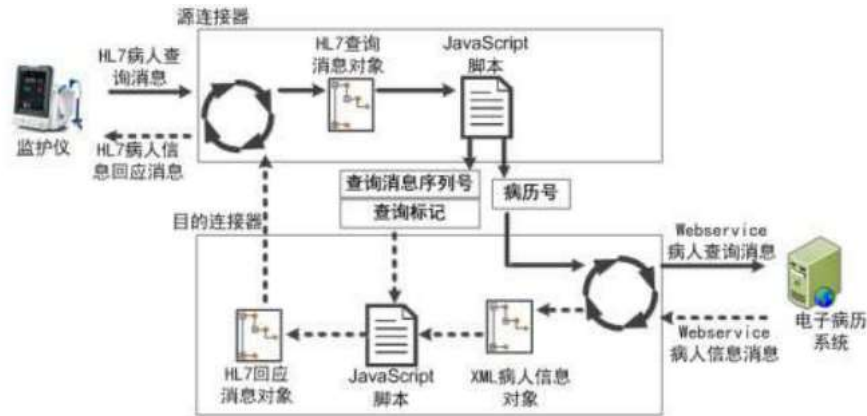 源连接器
HL7病人查
询消息
HL7查询
消息对象
JavaScript
脚本
监护仪
HL7病人信
息回应消息
查询消息序列号
查询标记
病历号
目的连接器
Webservice
病人查询消息
电子病历
系统
Webservice
病人信息消息
HL7回应
消息对象
JavaScript
脚本
XML病人信息
对象